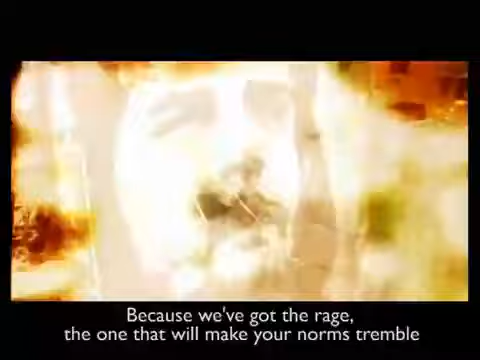 Because we've got the rage,
the one that will make your norms tremble